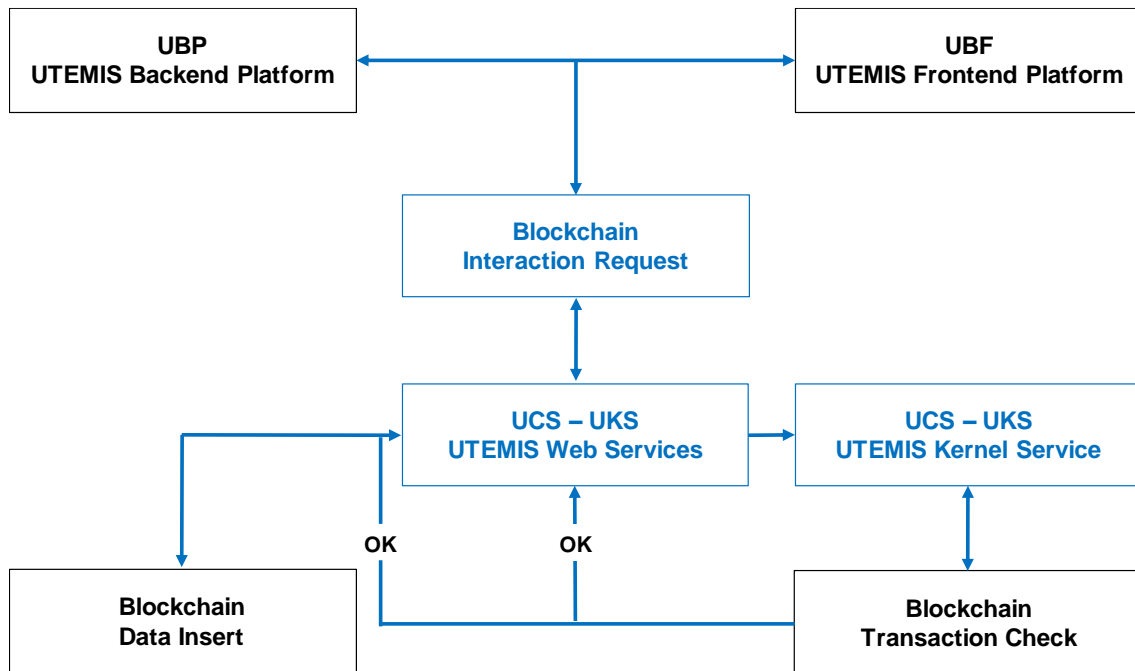 UBP
UTEMIS Backend Platform
UBF
UTEMIS Frontend Platform
Blockchain
Interaction Request
UCS – UKS
UTEMIS Web Services
UCS – UKS
UTEMIS Kernel Service
OK
OK
Blockchain
Data Insert
Blockchain
Transaction Check